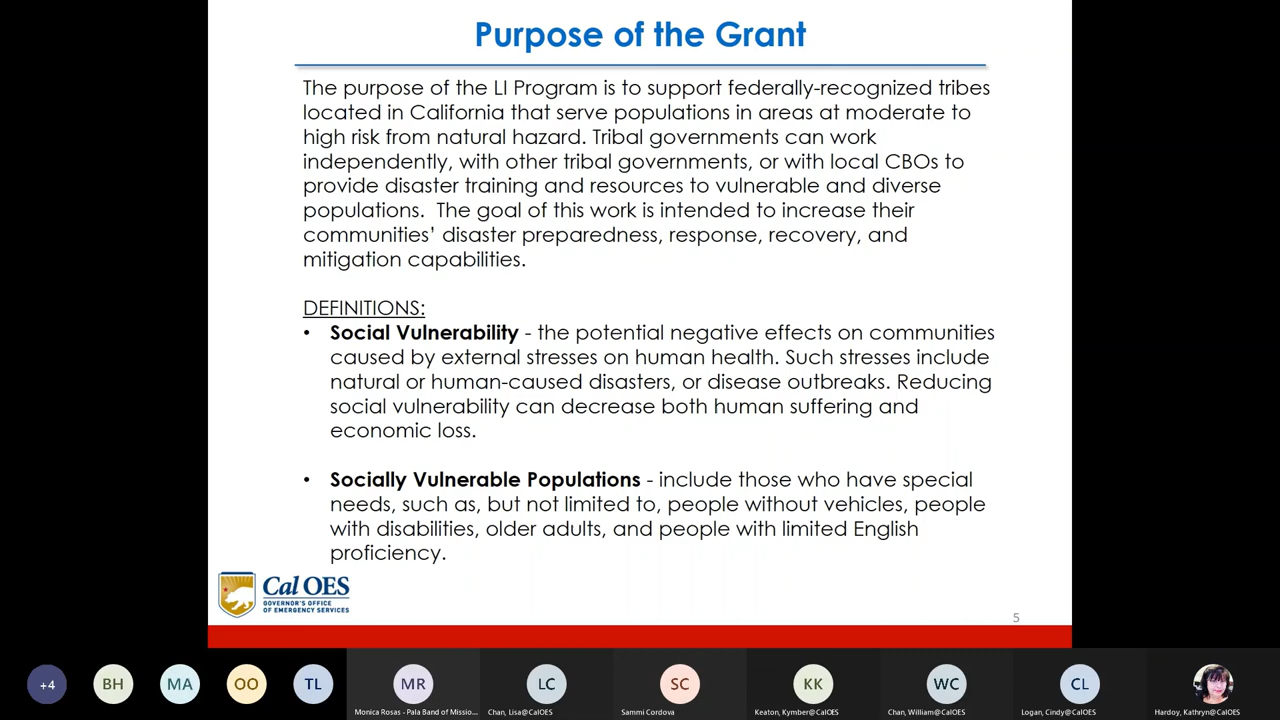 Purpose of the Grant
The purpose of the LI Program is to support federally-recognized tribes
located in California that serve populations in areas at moderate to
high risk from natural hazard. Tribal governments can work
independently, with other tribal governments, or with local CBOs to
provide disaster training and resources to vulnerable and diverse
populations.  The goal of this work is intended to increase their
communities’ disaster preparedness, response, recovery, and
mitigation capabilities.
DEFINITIONS:
• Social Vulnerability - the potential negative effects on communities
caused by external stresses on human health. Such stresses include
natural or human-caused disasters, or disease outbreaks. Reducing
social vulnerability can decrease both human suffering and
economic loss.
• Socially Vulnerable Populations - include those who have special
needs, such as, but not limited to, people without vehicles, people
with disabilities, older adults, and people with limited English
proficiency.
Cal OES
GOVERNOR'S OFFICE
OF EMERGENCY SERVICES
5
+4
BH
MA
OO
TL
MR
LC
SC
KK
WC
CL
Monica Rosas - Pala Band of Missio...
Chan, Lisa@CalOES
Sammi Cordova
Keaton, Kymber@CalOES
Chan, William@CalOES
Logan, Cindy@CalOES
Hardoy, Kathryn@CalOES